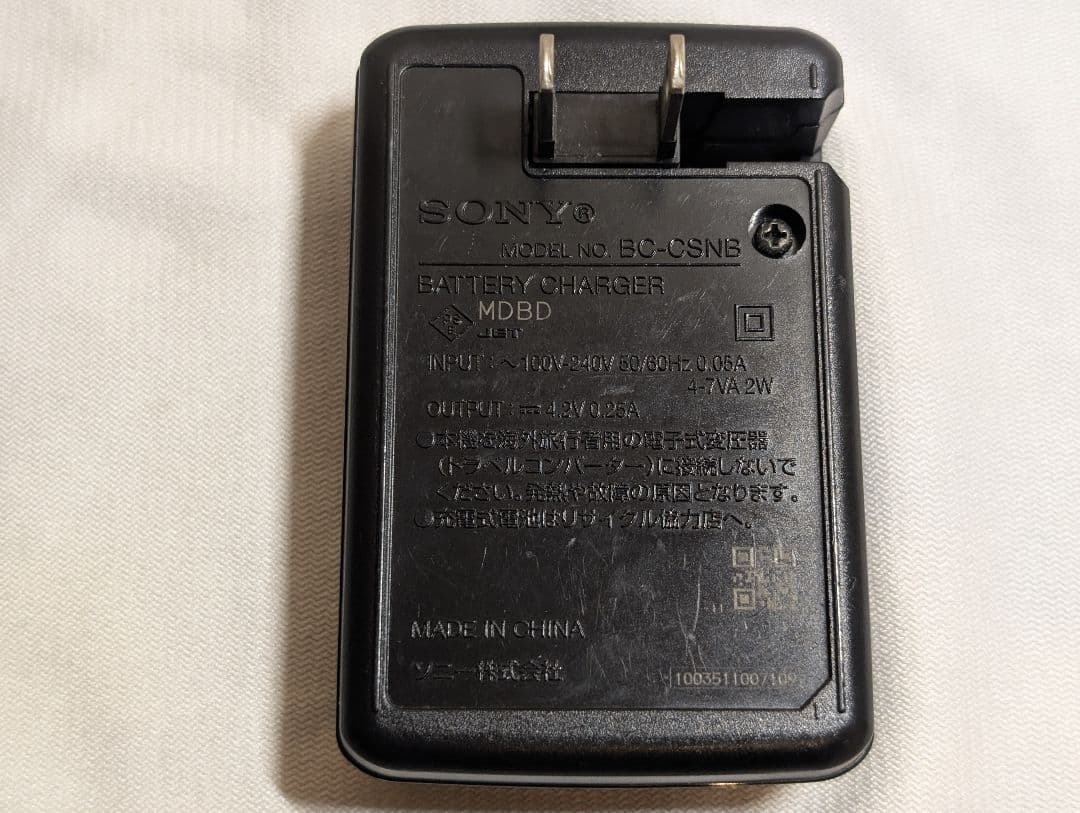 SONY®
MODEL NO. BC-CSNB
BATTERY CHARGER
PS
E
MDBD
JET
INPUT : ～100V-240V 50/60Hz 0.05A
4-7VA 2W
OUTPUT : ⎓ 4.2V 0.25A
○本機を海外旅行者用の電子式変圧器
(トラベルコンバーター)に接続しないで
ください。発熱や故障の原因となります。
○充電式電池はリサイクル協力店へ。
MADE IN CHINA
ソニー株式会社
1003511007109